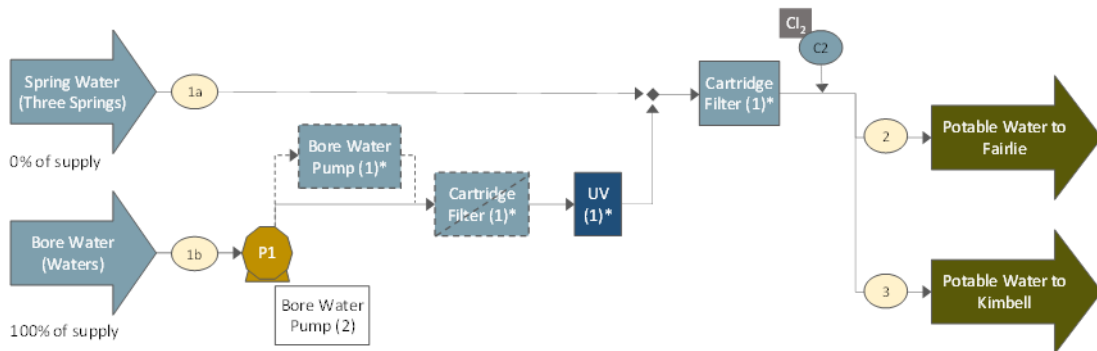 Cl2
C2
Spring Water
(Three Springs)
1a
Cartridge
Filter (1)*
0% of supply
Bore Water
Pump (1)*
2
Potable Water to
Fairlie
Cartridge
Filter (1)*
UV
(1)*
Bore Water
(Waters)
1b
P1
3
Potable Water to
Kimbell
Bore Water
Pump (2)
100% of supply